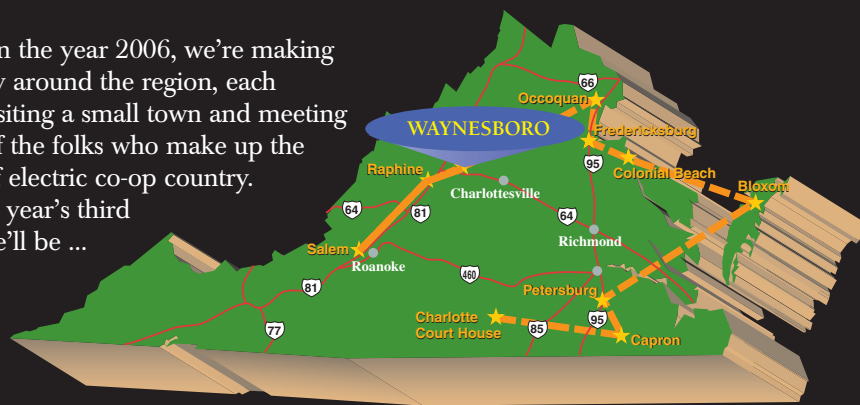 n the year 2006, we're making
y around the region, each
siting a small town and meeting
f the folks who make up the
f electric co-op country.
year's third
e'll be ...
66
Occoquan
WAYNESBORO
Fredericksburg
95
Colonial Beach
Raphine
Charlottesville
Bloxom
64
81
64
Salem
Richmond
Roanoke
460
81
Petersburg
Charlotte
Court House
95
77
85
Capron